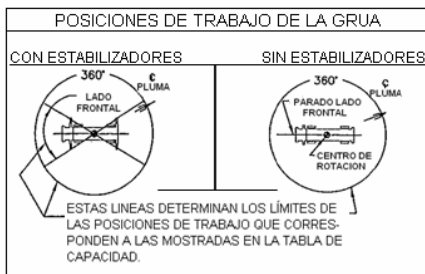 POSICIONES DE TRABAJO DE LA GRUA
CON ESTABILIZADORES
SIN ESTABILIZADORES
360°
℄
PLUMA
LADO
FRONTAL
360°
℄
PLUMA
PARADO LADO
FRONTAL
CENTRO DE
ROTACION
ESTAS LINEAS DETERMINAN LOS LÍMITES DE
LAS POSICIONES DE TRABAJO QUE CORRES-
PONDEN A LAS MOSTRADAS EN LA TABLA DE
CAPACIDAD.